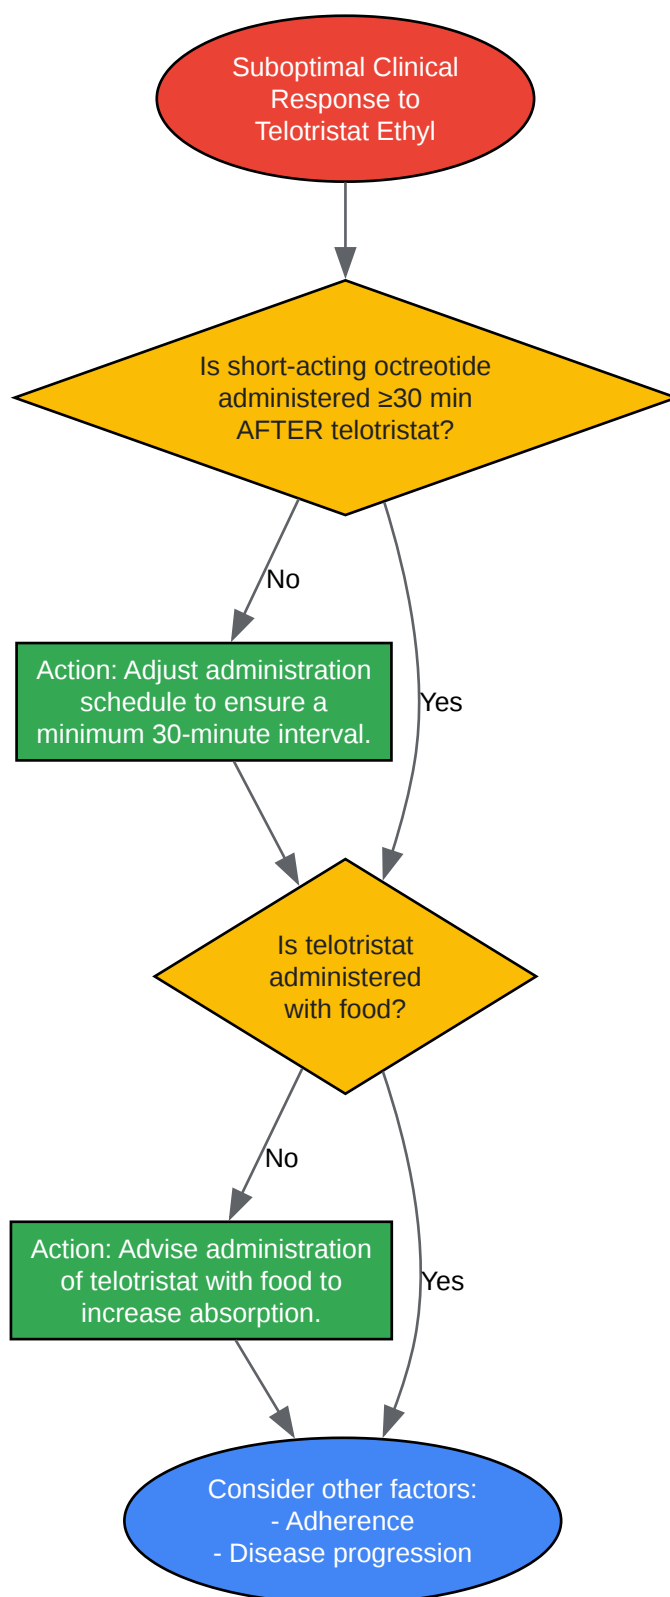 Suboptimal Clinical
Response to
Telotristat Ethyl
Is short-acting octreotide
administered ≥30 min
AFTER telotristat?
No
Action: Adjust administration
schedule to ensure a
minimum 30-minute interval.
Yes
Is telotristat
administered
with food?
No
Action: Advise administration
of telotristat with food to
increase absorption.
Yes
Consider other factors:
- Adherence
- Disease progression